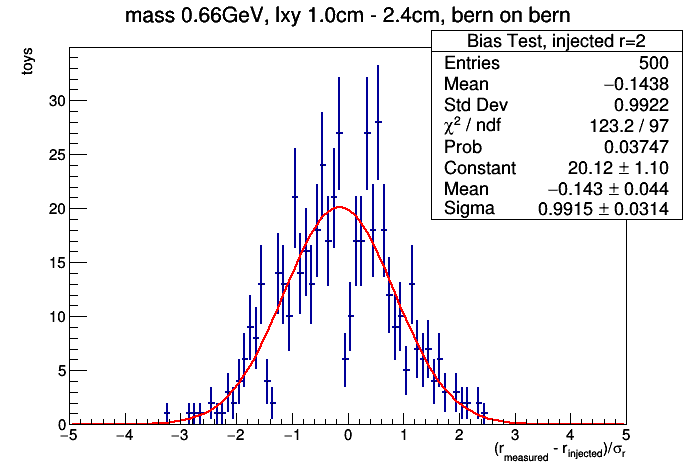 mass 0.66GeV, lxy 1.0cm - 2.4cm, bern on bern
toys
Bias Test, injected r=2
Entries 500
Mean −0.1438
Std Dev 0.9922
χ² / ndf 123.2 / 97
Prob 0.03747
Constant 20.12 ± 1.10
Mean −0.143 ± 0.044
Sigma 0.9915 ± 0.0314
30
25
20
15
10
5
0
−5 −4 −3 −2 −1 0 1 2 3 4 5
(r_measured - r_injected)/σ_r